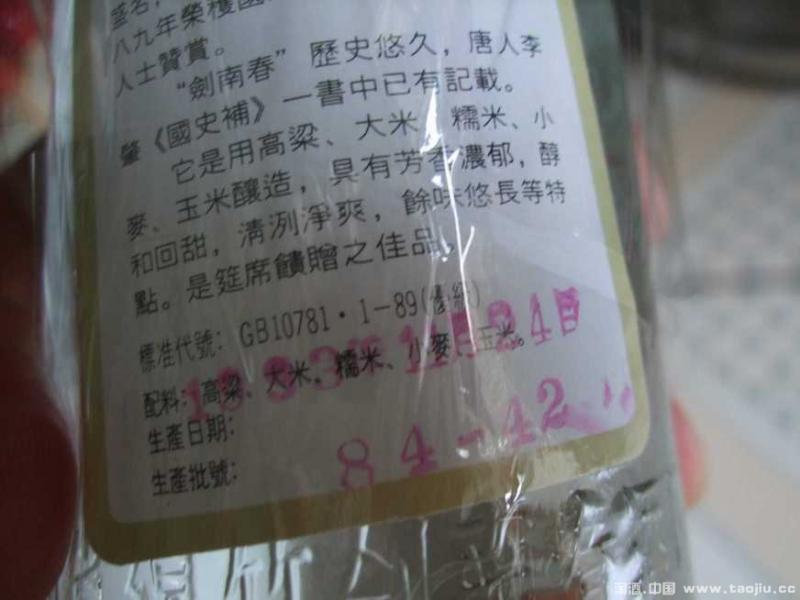 八九年榮獲國
人士贊賞。
“劍南春”歷史悠久，唐人李
肇《國史補》一書中已有記載。
它是用高粱、大米、糯米、小
麥、玉米釀造，具有芳香濃郁，醇
和回甜，清洌淨爽，餘味悠長等特
點。是筵席饋贈之佳品。
標准代號：GB10781·1-89(優級)
配料：高粱、大米、糯米、小麥、玉米。
生產日期：
生產批號：
84-42
国酒.中国 www.taojiu.cc